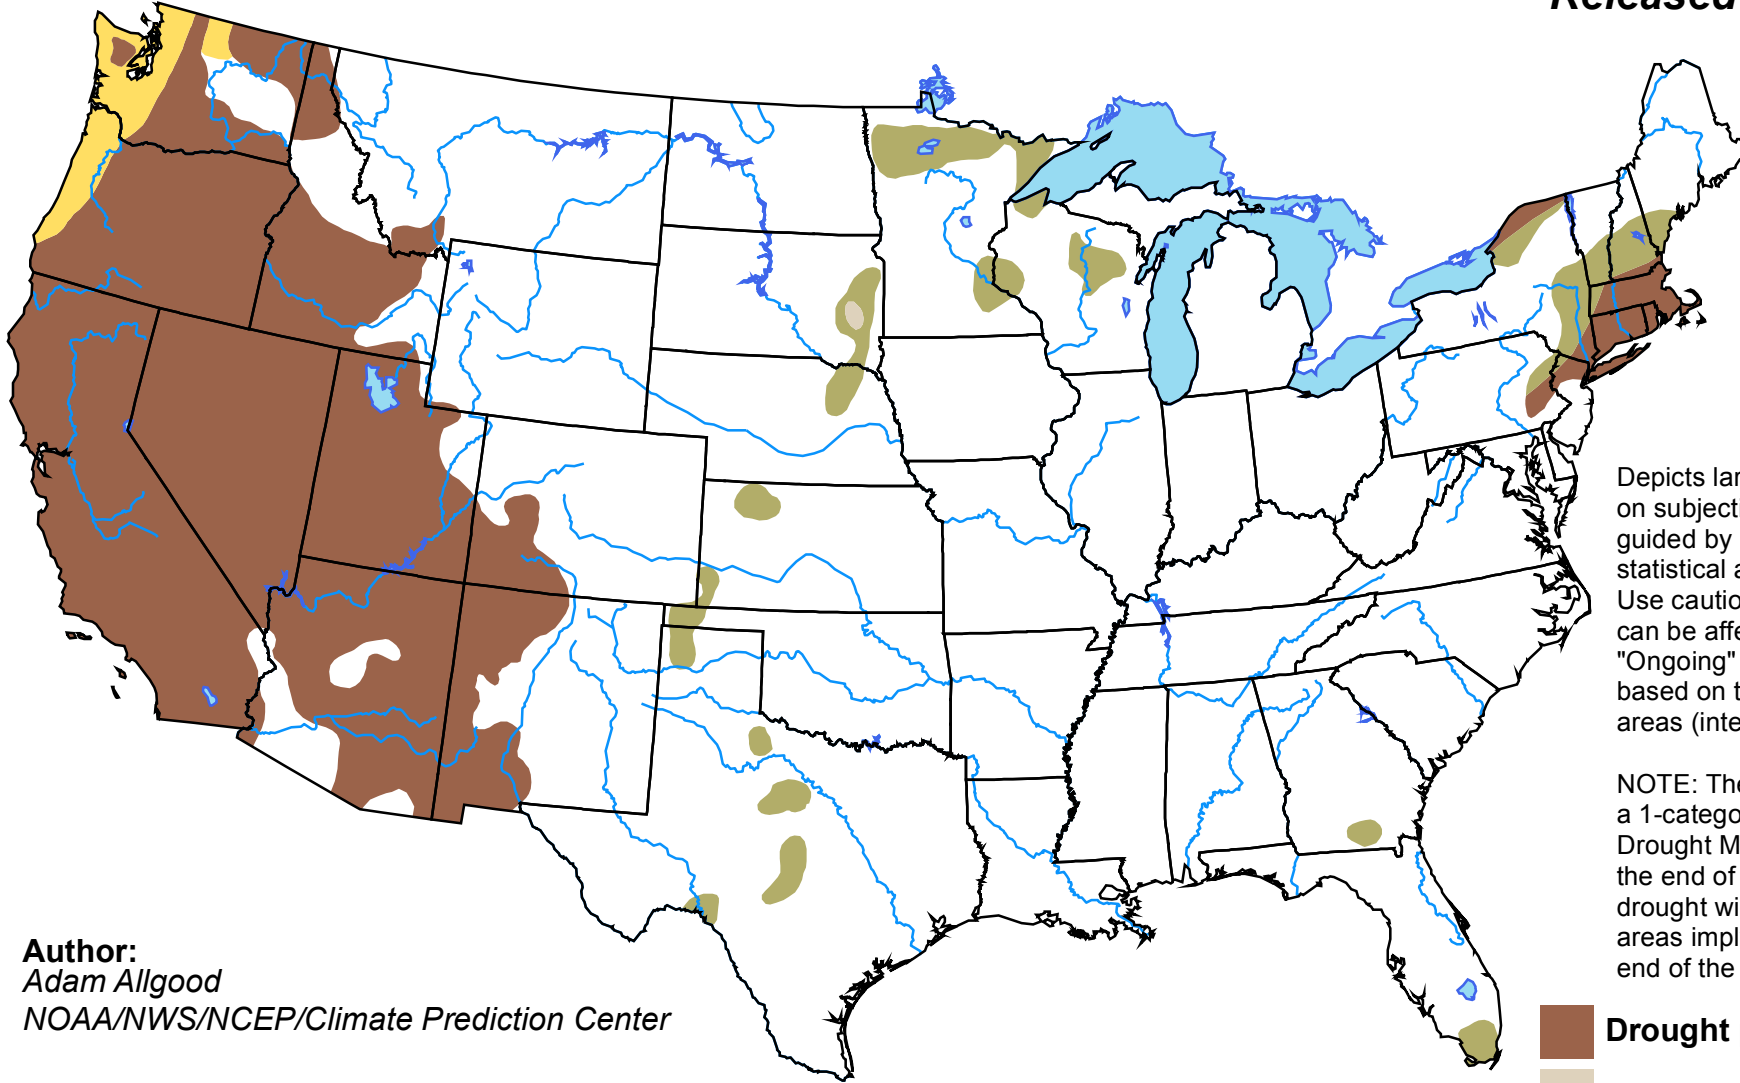 Released
Depicts lar
on subjecti
guided by
statistical a
Use cautio
can be affe
"Ongoing"
based on t
areas (inte
NOTE: The
a 1-catego
Drought M
the end of
drought wi
areas impl
end of the
Author:
Adam Allgood
NOAA/NWS/NCEP/Climate Prediction Center
Drought